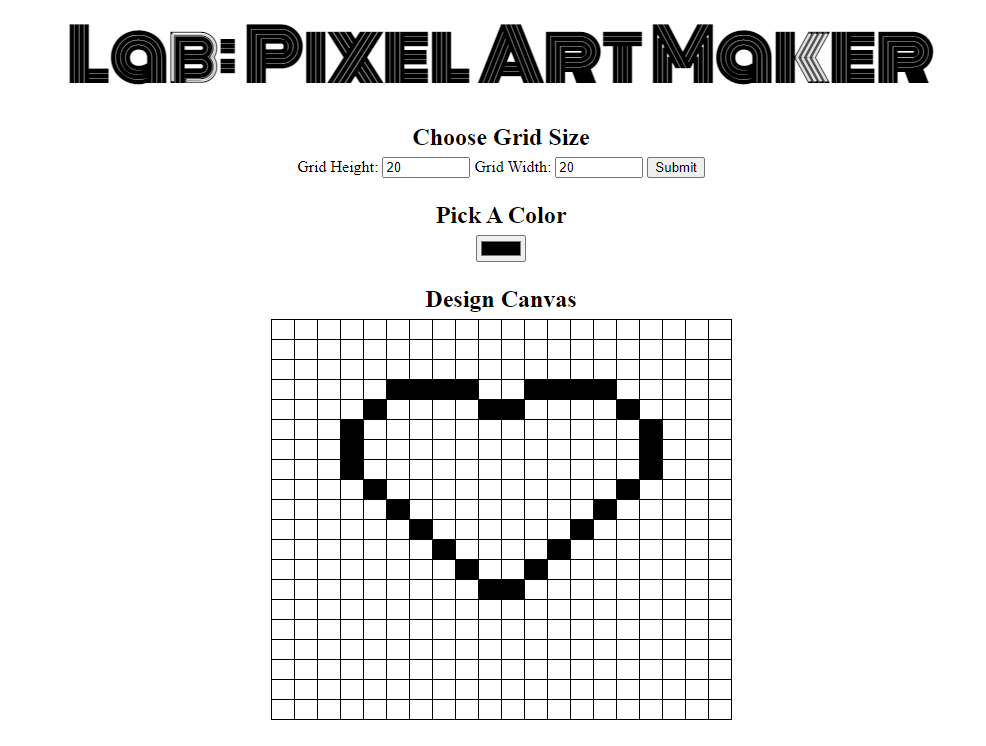 Lab: Pixel Art Maker
Choose Grid Size
Grid Height: 20 Grid Width: 20 Submit
Pick A Color
Design Canvas